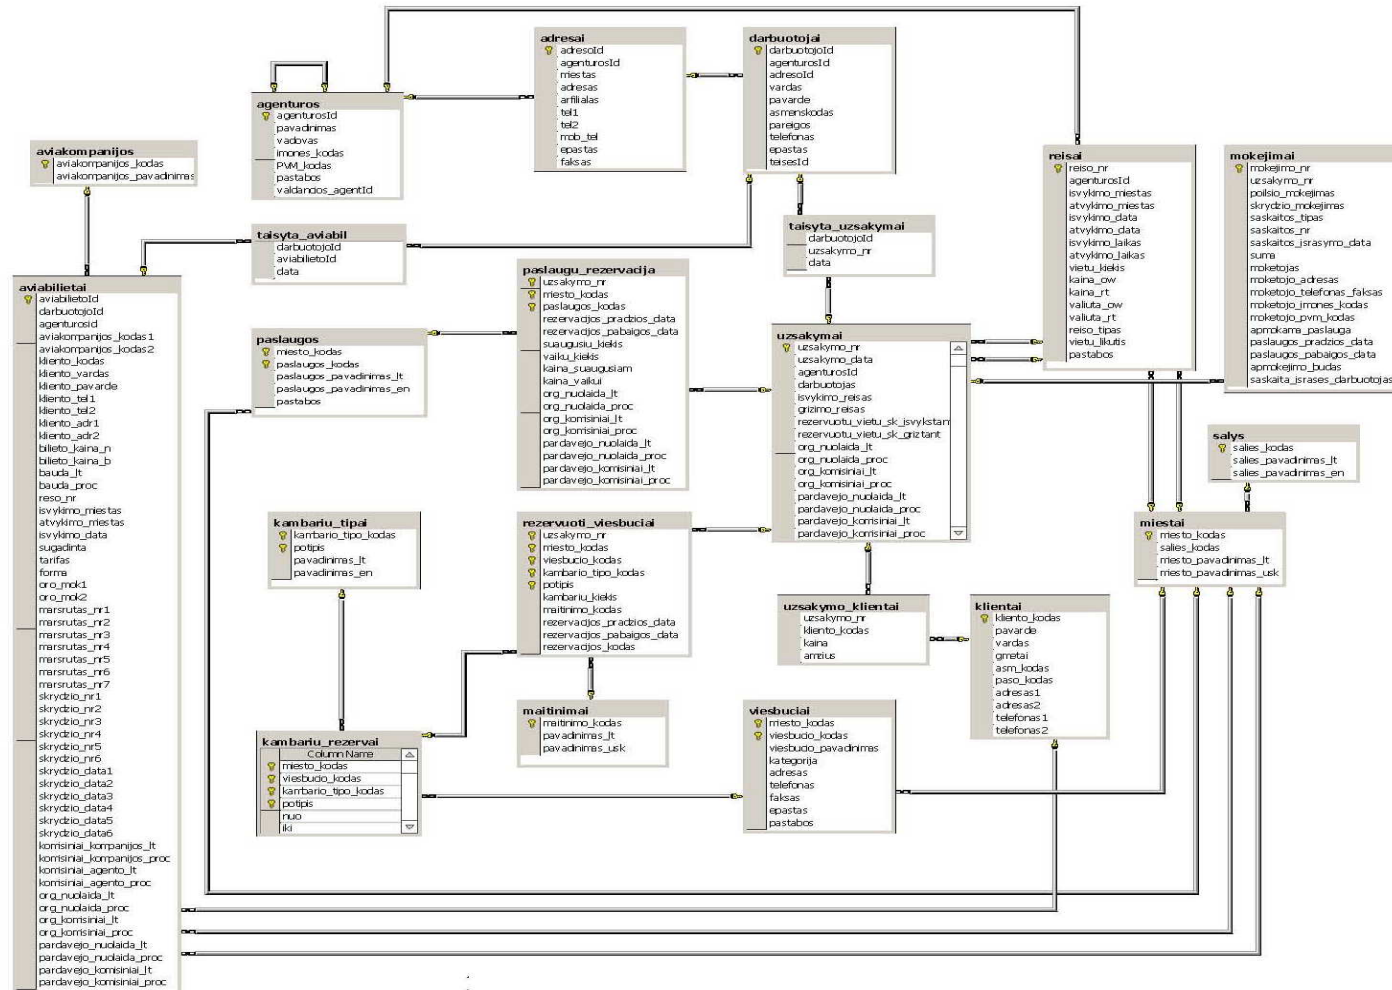 adresai
adresoId
agenturosId
miestas
adresas
arfilialas
tel1
tel2
mob_tel
epastas
faksas
darbuotojai
darbuotojoId
agenturosId
adresoId
vardas
pavarde
asmenskodas
pareigos
telefonas
epastas
teisesId
agenturos
agenturosId
pavadinimas
vadovas
imones_kodas
PVM_kodas
pastabos
valdancios_agentId
aviakompanijos
aviakompanijos_kodas
aviakompanijos_pavadinimas
reisai
reiso_nr
agenturosId
isvykimo_miestas
atvykimo_miestas
isvykimo_data
atvykimo_data
isvykimo_laikas
atvykimo_laikas
vietu_kiekis
kaina_ow
kaina_rt
valiuta_ow
valiuta_rt
reiso_tipas
vietu_likutis
pastabos
mokejimai
mokejimo_nr
uzsakymo_nr
poilsio_mokejimas
skrydzio_mokejimas
saskaitos_tipas
saskaitos_nr
saskaitos_israsymo_data
suma
moketojas
moketojo_adresas
moketojo_telefonas_faksas
moketojo_imones_kodas
moketojo_pvm_kodas
apmokama_paslauga
paslaugos_pradzios_data
paslaugos_pabaigos_data
apmokejimo_budas
saskaita_israses_darbuotojas
taisyta_aviabil
darbuotojoId
aviabilietoId
data
taisyta_uzsakymai
darbuotojoId
uzsakymo_nr
data
aviabilietai
aviabilietoId
darbuotojoId
agenturosid
aviakompanijos_kodas1
aviakompanijos_kodas2
kliento_kodas
kliento_vardas
kliento_pavarde
kliento_tel1
kliento_tel2
kliento_adr1
kliento_adr2
bilieto_kaina_n
bilieto_kaina_b
bauda_lt
bauda_proc
reso_nr
isvykimo_miestas
atvykimo_miestas
isvykimo_data
sugadinta
tarifas
forma
oro_mok1
oro_mok2
marsrutas_nr1
marsrutas_nr2
marsrutas_nr3
marsrutas_nr4
marsrutas_nr5
marsrutas_nr6
marsrutas_nr7
skrydzio_nr1
skrydzio_nr2
skrydzio_nr3
skrydzio_nr4
skrydzio_nr5
skrydzio_nr6
skrydzio_data1
skrydzio_data2
skrydzio_data3
skrydzio_data4
skrydzio_data5
skrydzio_data6
komisiniai_kompanijos_lt
komisiniai_kompanijos_proc
komisiniai_agento_lt
komisiniai_agento_proc
org_nuolaida_lt
org_nuolaida_proc
org_komisiniai_lt
org_komisiniai_proc
pardavejo_nuolaida_lt
pardavejo_nuolaida_proc
pardavejo_komisiniai_lt
pardavejo_komisiniai_proc
paslaugu_rezervacija
uzsakymo_nr
miesto_kodas
paslaugos_kodas
rezervacijos_pradzios_data
rezervacijos_pabaigos_data
suaugusiu_kiekis
vaiku_kiekis
kaina_suaugusiam
kaina_vaikui
org_nuolaida_lt
org_nuolaida_proc
org_komisiniai_lt
org_komisiniai_proc
pardavejo_nuolaida_lt
pardavejo_nuolaida_proc
pardavejo_komisiniai_lt
pardavejo_komisiniai_proc
paslaugos
miesto_kodas
paslaugos_kodas
paslaugos_pavadinimas_lt
paslaugos_pavadinimas_en
pastabos
uzsakymai
uzsakymo_nr
uzsakymo_data
agenturosId
darbuotojas
isvykimo_reisas
grizimo_reisas
rezervuotu_vietu_sk_isvykstant
rezervuotu_vietu_sk_griztant
org_nuolaida_lt
org_nuolaida_proc
org_komisiniai_lt
org_komisiniai_proc
pardavejo_nuolaida_lt
pardavejo_nuolaida_proc
pardavejo_komisiniai_lt
pardavejo_komisiniai_proc
salys
salies_kodas
salies_pavadinimas_lt
salies_pavadinimas_en
kambariu_tipai
kambario_tipo_kodas
potipis
pavadinimas_lt
pavadinimas_en
rezervuoti_viesbuciai
uzsakymo_nr
miesto_kodas
viesbucio_kodas
kambario_tipo_kodas
potipis
kambariu_kiekis
maitinimo_kodas
rezervacijos_pradzios_data
rezervacijos_pabaigos_data
rezervacijos_kodas
miestai
miesto_kodas
salies_kodas
miesto_pavadinimas_lt
miesto_pavadinimas_usk
uzsakymo_klientai
uzsakymo_nr
kliento_kodas
kaina
amzius
klientai
kliento_kodas
pavarde
vardas
gmetai
asm_kodas
paso_kodas
adresas1
adresas2
telefonas1
telefonas2
maitinimai
maitinimo_kodas
pavadinimas_lt
pavadinimas_usk
viesbuciai
miesto_kodas
viesbucio_kodas
viesbucio_pavadinimas
kategorija
adresas
telefonas
faksas
epastas
pastabos
kambariu_rezervai
Column Name
miesto_kodas
viesbucio_kodas
kambario_tipo_kodas
potipis
nuo
iki